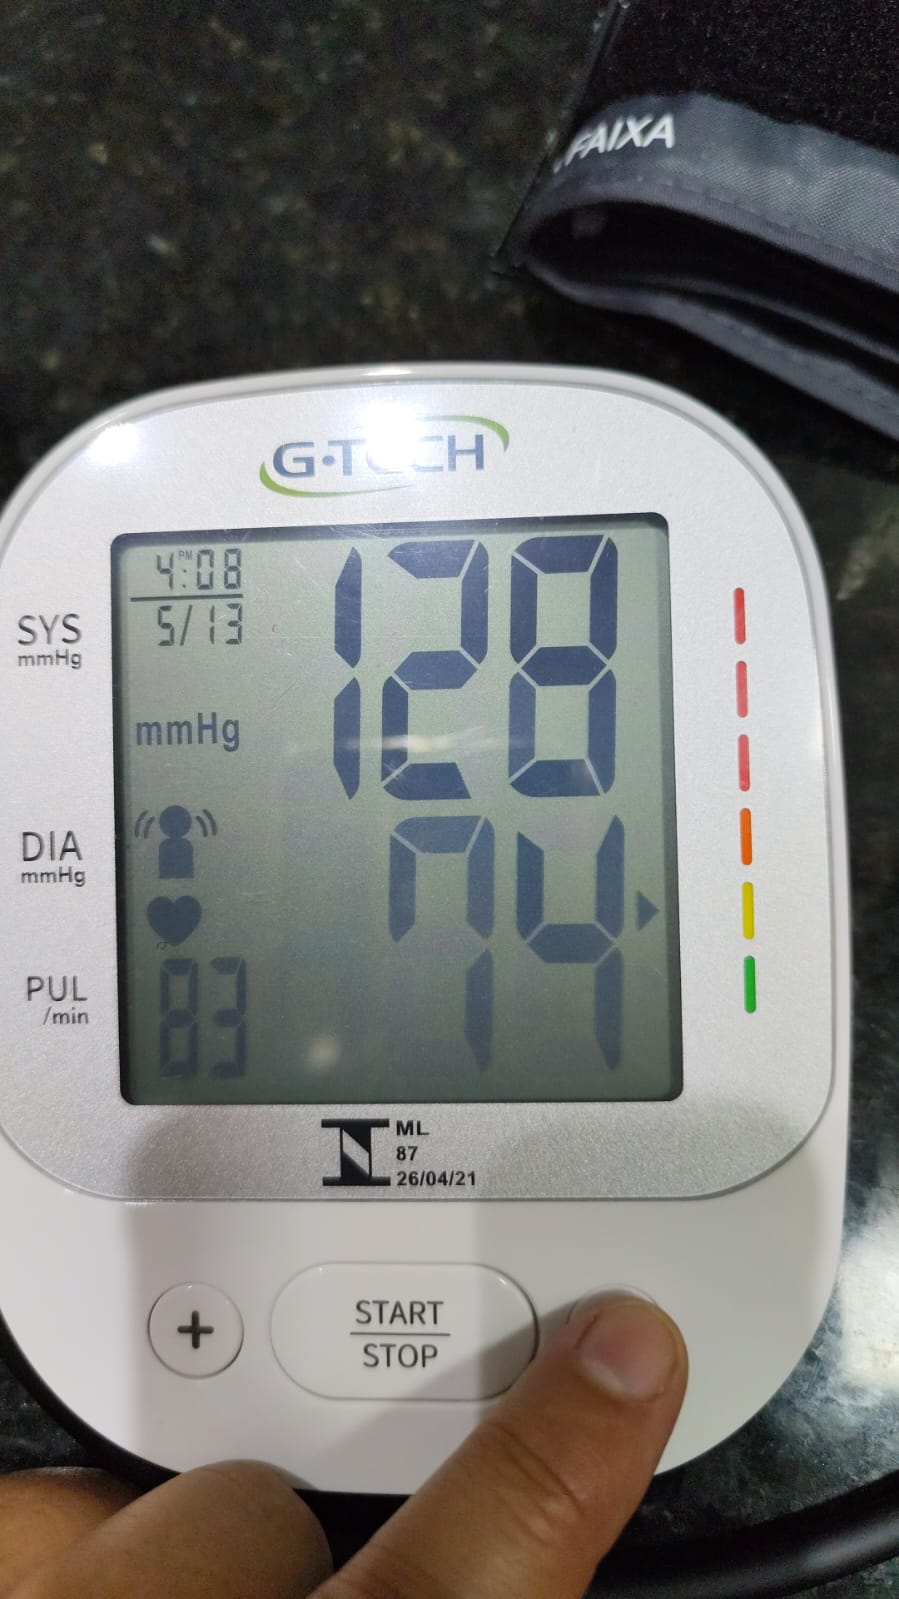 FAIXA
G·TECH
4:08 PM
5/13
SYS
mmHg
128
mmHg
DIA
mmHg
74
PUL
/min
83
ML
87
26/04/21
+
START
STOP